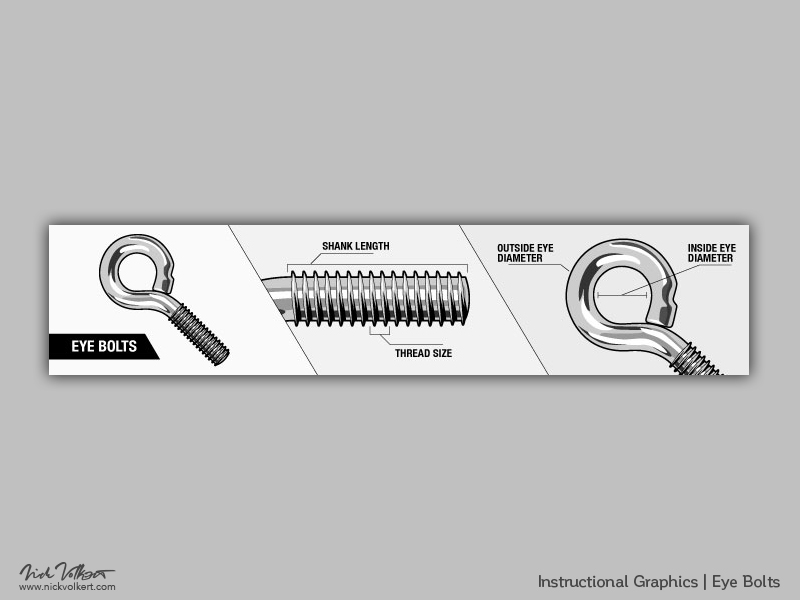 EYE BOLTS
SHANK LENGTH
THREAD SIZE
OUTSIDE EYE
DIAMETER
INSIDE EYE
DIAMETER
Nick Volkert
www.nickvolkert.com
Instructional Graphics | Eye Bolts